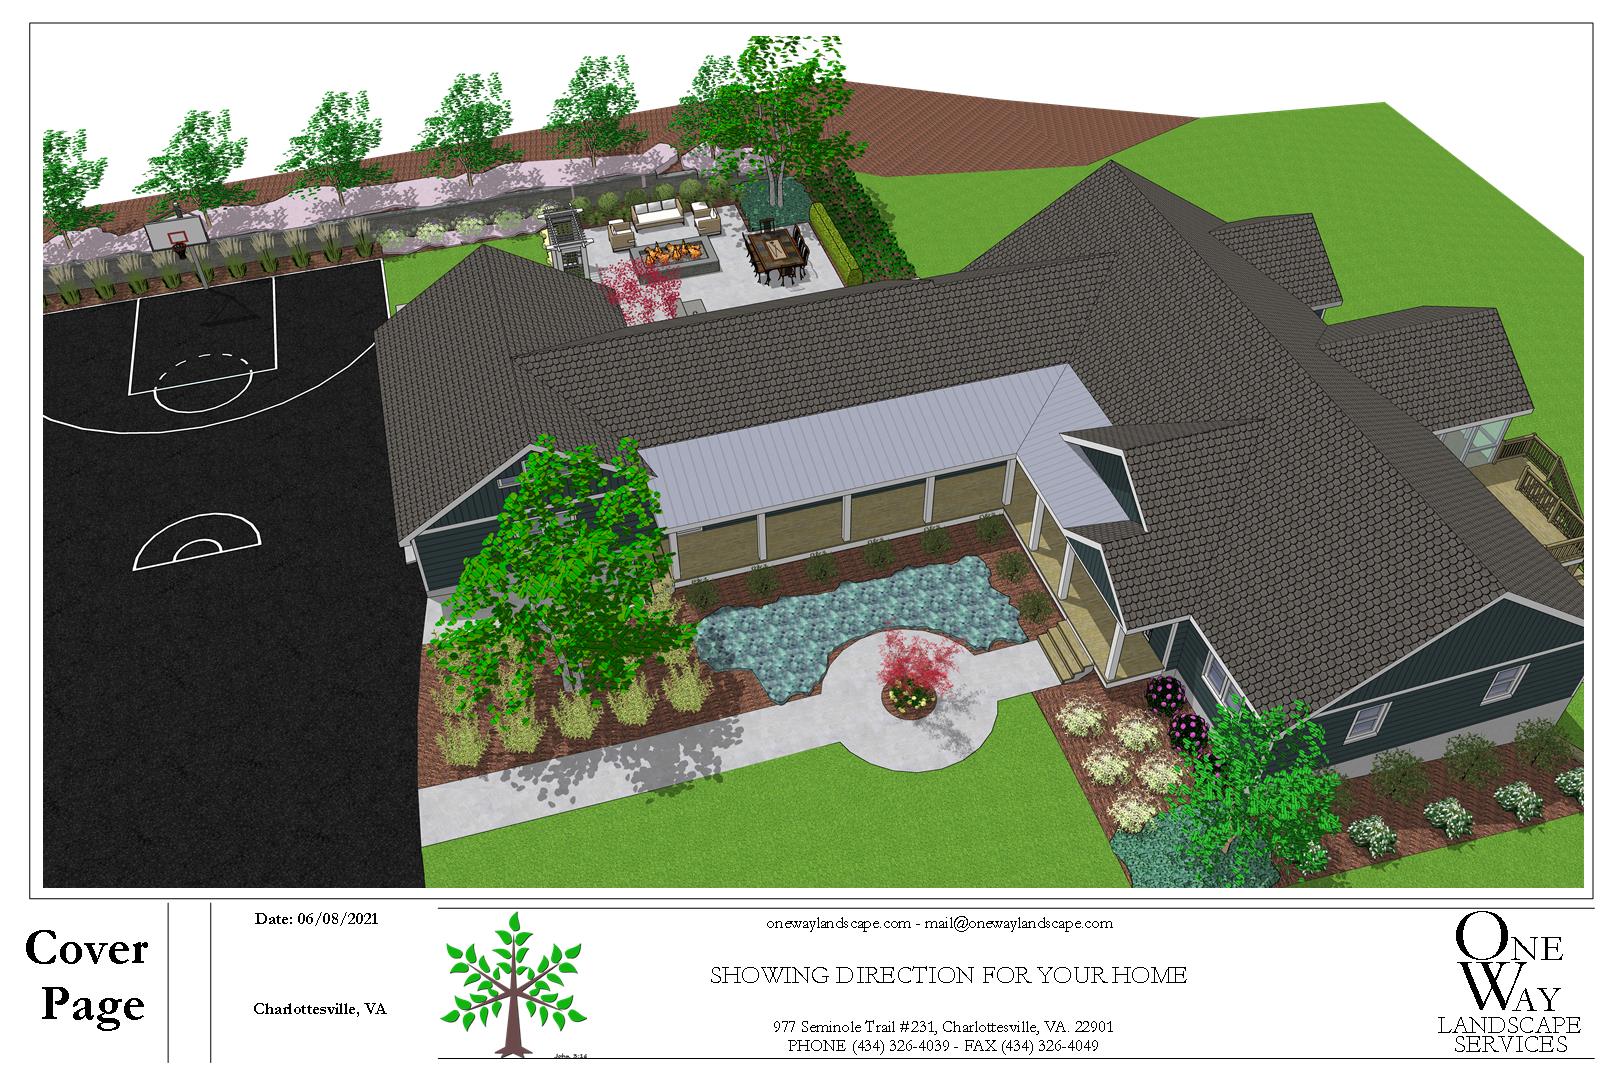 Cover
Page
Date: 06/08/2021
Charlottesville, VA
John 3:16
onewaylandscape.com - mail@onewaylandscape.com
SHOWING DIRECTION FOR YOUR HOME
977 Seminole Trail #231, Charlottesville, VA. 22901
PHONE (434) 326-4039 - FAX (434) 326-4049
ONE
WAY
LANDSCAPE
SERVICES